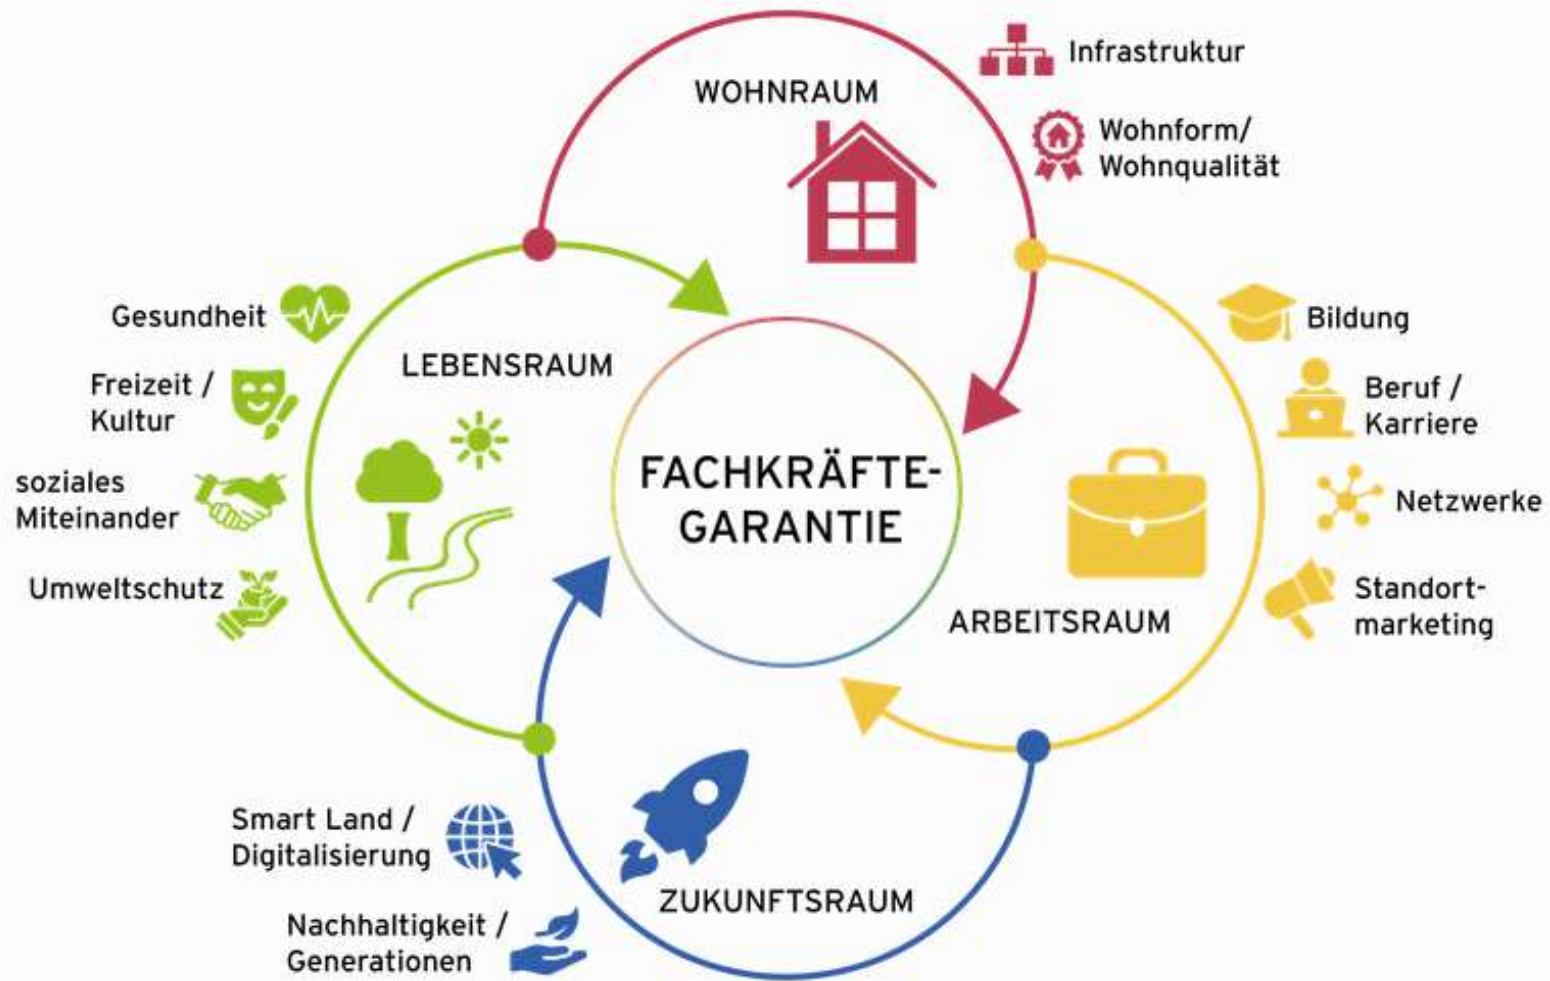 WOHNRAUM
Infrastruktur
Wohnform/
Wohnqualität
LEBENSRAUM
Gesundheit
Freizeit /
Kultur
soziales
Miteinander
Umweltschutz
FACHKRÄFTE-
GARANTIE
Bildung
Beruf /
Karriere
Netzwerke
Standort-
marketing
ARBEITSRAUM
Smart Land /
Digitalisierung
Nachhaltigkeit /
Generationen
ZUKUNFTSRAUM